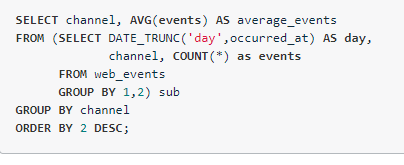 SELECT channel, AVG(events) AS average_events
FROM (SELECT DATE_TRUNC('day',occurred_at) AS day,
channel, COUNT(*) as events
FROM web_events
GROUP BY 1,2) sub
GROUP BY channel
ORDER BY 2 DESC;